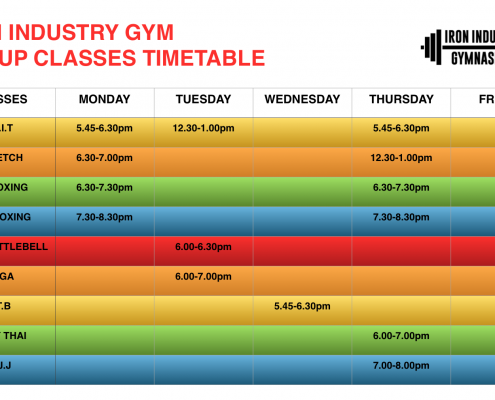 INDUSTRY GYM
UP CLASSES TIMETABLE
IRON INDU
GYMNAS
SSES MONDAY TUESDAY WEDNESDAY THURSDAY FR
.I.T 5.45-6.30pm 12.30-1.00pm 5.45-6.30pm
ETCH 6.30-7.00pm 12.30-1.00pm
OXING 6.30-7.30pm 6.30-7.30pm
OXING 7.30-8.30pm 7.30-8.30pm
TTLEBELL 6.00-6.30pm
GA 6.00-7.00pm
T.B 5.45-6.30pm
THAI 6.00-7.00pm
J.J 7.00-8.00pm